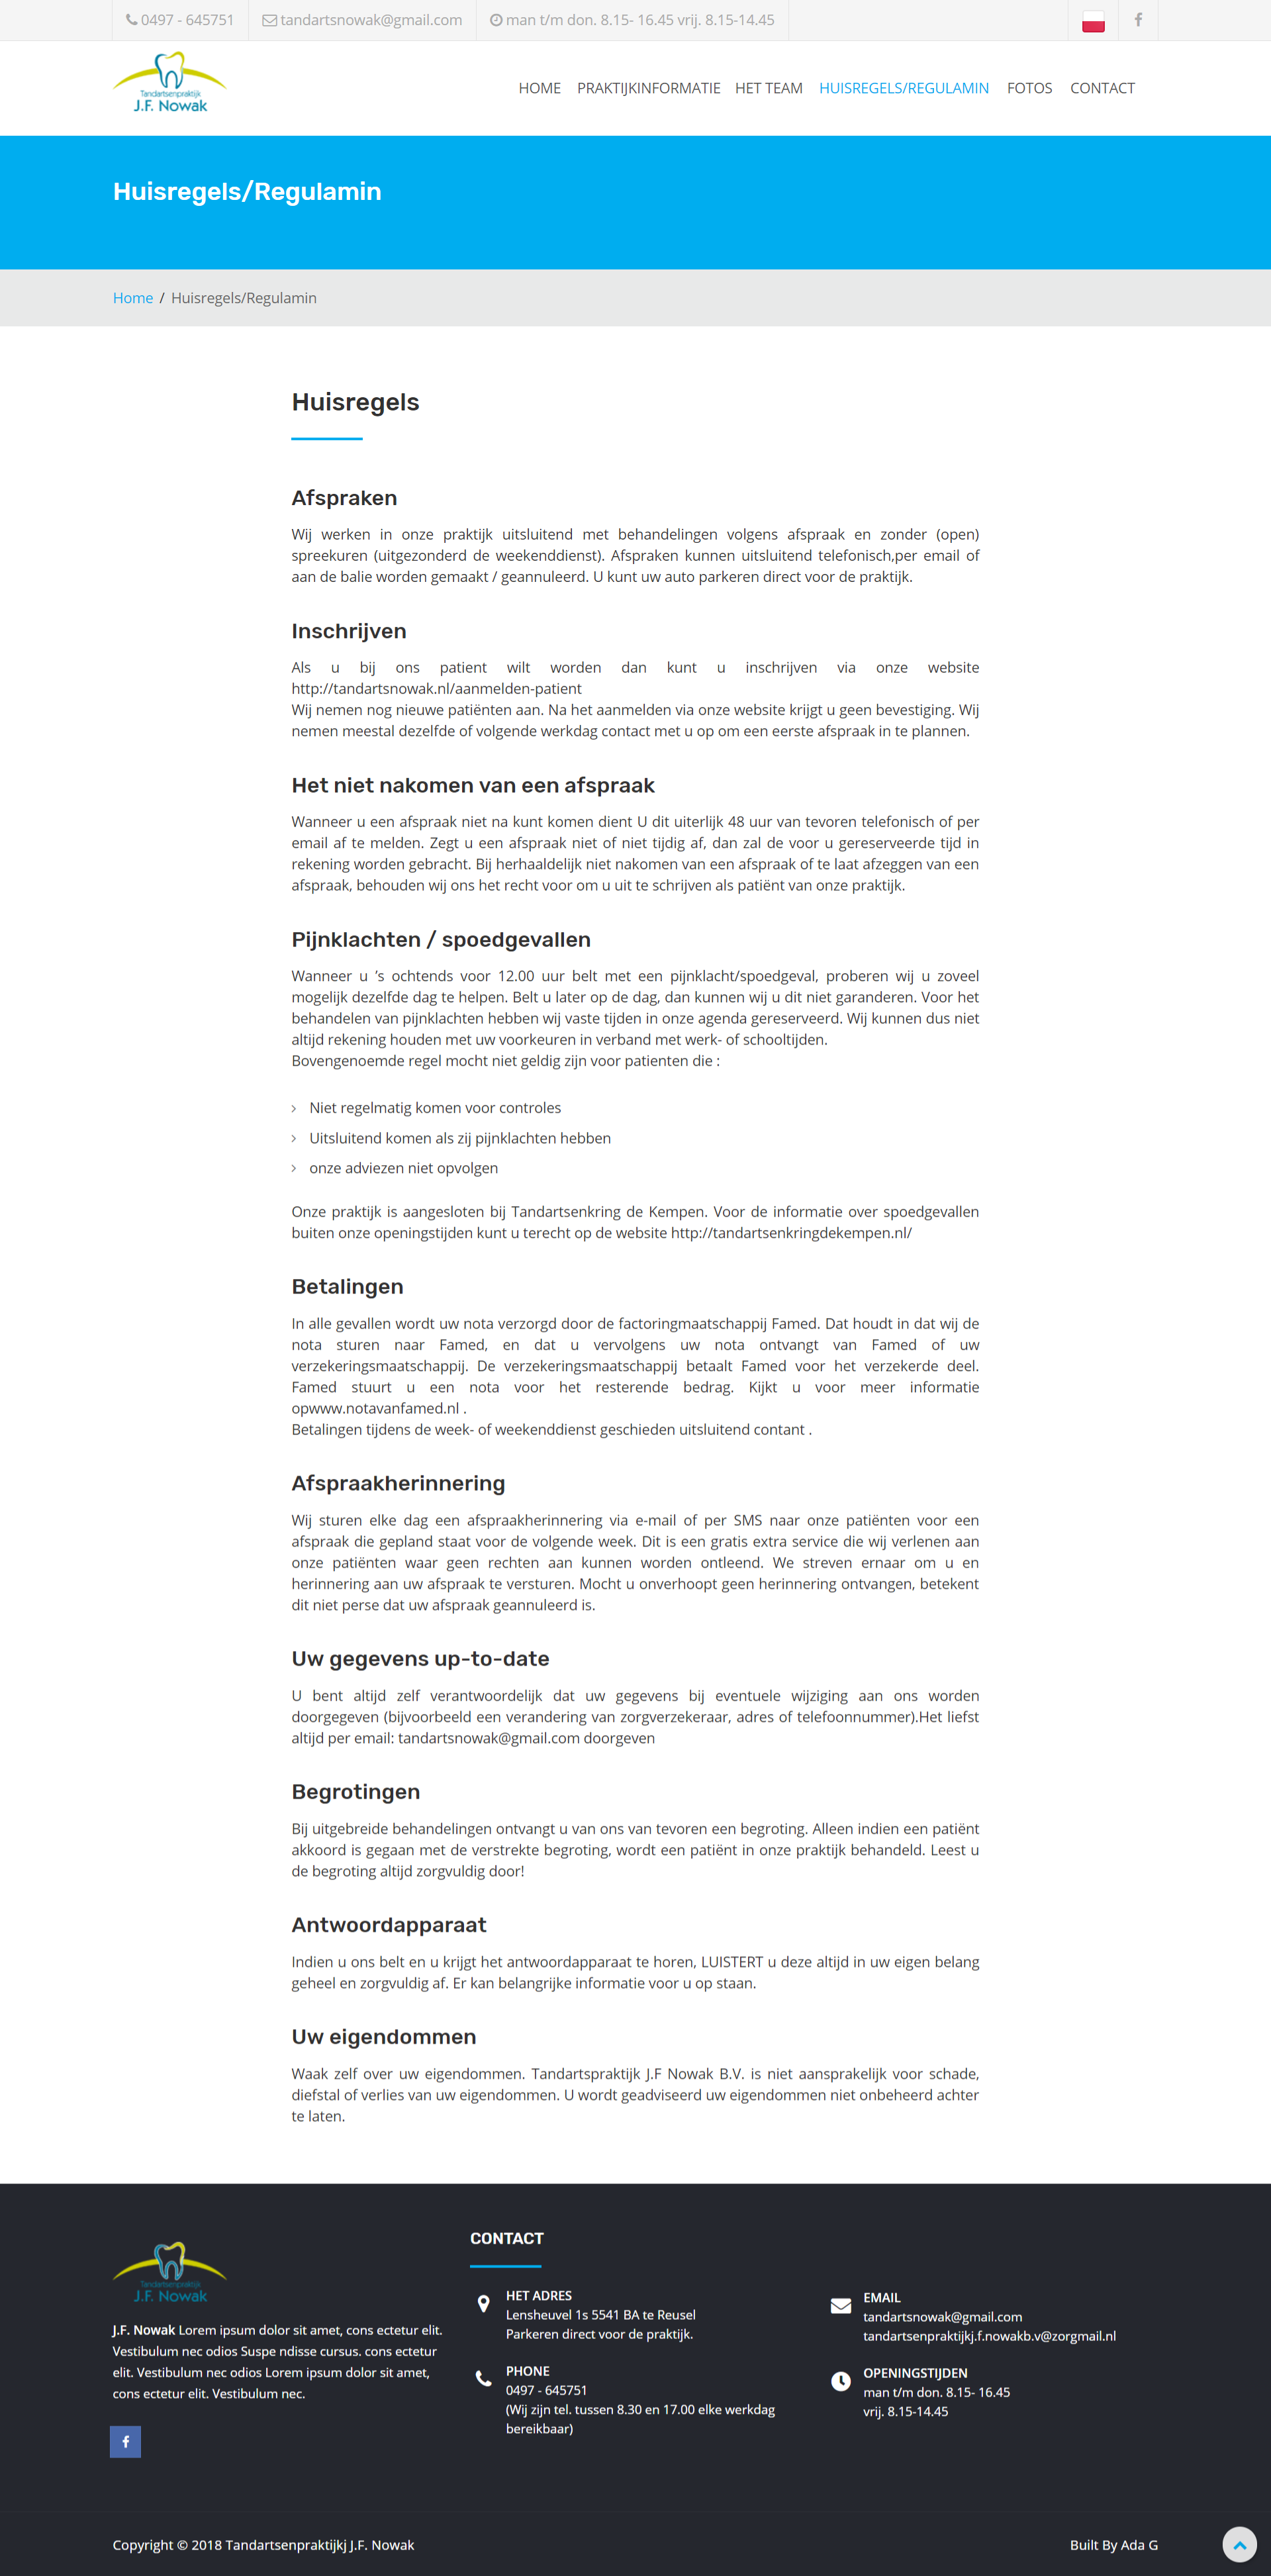 0497 - 645751
tandartsnowak@gmail.com
man t/m don. 8.15- 16.45 vrij. 8.15-14.45
Tandartsenpraktijk
J.F. Nowak
HOME PRAKTIJKINFORMATIE HET TEAM HUISREGELS/REGULAMIN FOTOS CONTACT
Huisregels/Regulamin
Home / Huisregels/Regulamin
Huisregels
Afspraken
Wij werken in onze praktijk uitsluitend met behandelingen volgens afspraak en zonder (open)
spreekuren (uitgezonderd de weekenddienst). Afspraken kunnen uitsluitend telefonisch,per email of
aan de balie worden gemaakt / geannuleerd. U kunt uw auto parkeren direct voor de praktijk.
Inschrijven
Als u bij ons patient wilt worden dan kunt u inschrijven via onze website
http://tandartsnowak.nl/aanmelden-patient
Wij nemen nog nieuwe patiënten aan. Na het aanmelden via onze website krijgt u geen bevestiging. Wij
nemen meestal dezelfde of volgende werkdag contact met u op om een eerste afspraak in te plannen.
Het niet nakomen van een afspraak
Wanneer u een afspraak niet na kunt komen dient U dit uiterlijk 48 uur van tevoren telefonisch of per
email af te melden. Zegt u een afspraak niet of niet tijdig af, dan zal de voor u gereserveerde tijd in
rekening worden gebracht. Bij herhaaldelijk niet nakomen van een afspraak of te laat afzeggen van een
afspraak, behouden wij ons het recht voor om u uit te schrijven als patiënt van onze praktijk.
Pijnklachten / spoedgevallen
Wanneer u ’s ochtends voor 12.00 uur belt met een pijnklacht/spoedgeval, proberen wij u zoveel
mogelijk dezelfde dag te helpen. Belt u later op de dag, dan kunnen wij u dit niet garanderen. Voor het
behandelen van pijnklachten hebben wij vaste tijden in onze agenda gereserveerd. Wij kunnen dus niet
altijd rekening houden met uw voorkeuren in verband met werk- of schooltijden.
Bovengenoemde regel mocht niet geldig zijn voor patienten die :
Niet regelmatig komen voor controles
Uitsluitend komen als zij pijnklachten hebben
onze adviezen niet opvolgen
Onze praktijk is aangesloten bij Tandartsenkring de Kempen. Voor de informatie over spoedgevallen
buiten onze openingstijden kunt u terecht op de website http://tandartsenkringdekempen.nl/
Betalingen
In alle gevallen wordt uw nota verzorgd door de factoringmaatschappij Famed. Dat houdt in dat wij de
nota sturen naar Famed, en dat u vervolgens uw nota ontvangt van Famed of uw
verzekeringsmaatschappij. De verzekeringsmaatschappij betaalt Famed voor het verzekerde deel.
Famed stuurt u een nota voor het resterende bedrag. Kijkt u voor meer informatie
opwww.notavanfamed.nl .
Betalingen tijdens de week- of weekenddienst geschieden uitsluitend contant .
Afspraakherinnering
Wij sturen elke dag een afspraakherinnering via e-mail of per SMS naar onze patiënten voor een
afspraak die gepland staat voor de volgende week. Dit is een gratis extra service die wij verlenen aan
onze patiënten waar geen rechten aan kunnen worden ontleend. We streven ernaar om u en
herinnering aan uw afspraak te versturen. Mocht u onverhoopt geen herinnering ontvangen, betekent
dit niet perse dat uw afspraak geannuleerd is.
Uw gegevens up-to-date
U bent altijd zelf verantwoordelijk dat uw gegevens bij eventuele wijziging aan ons worden
doorgegeven (bijvoorbeeld een verandering van zorgverzekeraar, adres of telefoonnummer).Het liefst
altijd per email: tandartsnowak@gmail.com doorgeven
Begrotingen
Bij uitgebreide behandelingen ontvangt u van ons van tevoren een begroting. Alleen indien een patiënt
akkoord is gegaan met de verstrekte begroting, wordt een patiënt in onze praktijk behandeld. Leest u
de begroting altijd zorgvuldig door!
Antwoordapparaat
Indien u ons belt en u krijgt het antwoordapparaat te horen, LUISTERT u deze altijd in uw eigen belang
geheel en zorgvuldig af. Er kan belangrijke informatie voor u op staan.
Uw eigendommen
Waak zelf over uw eigendommen. Tandartspraktijk J.F Nowak B.V. is niet aansprakelijk voor schade,
diefstal of verlies van uw eigendommen. U wordt geadviseerd uw eigendommen niet onbeheerd achter
te laten.
Tandartsenpraktijk
J.F. Nowak
J.F. Nowak Lorem ipsum dolor sit amet, cons ectetur elit.
Vestibulum nec odios Suspe ndisse cursus. cons ectetur
elit. Vestibulum nec odios Lorem ipsum dolor sit amet,
cons ectetur elit. Vestibulum nec.
CONTACT
HET ADRES
Lensheuvel 1s 5541 BA te Reusel
Parkeren direct voor de praktijk.
PHONE
0497 - 645751
(Wij zijn tel. tussen 8.30 en 17.00 elke werkdag
bereikbaar)
EMAIL
tandartsnowak@gmail.com
tandartsenpraktijkj.f.nowakb.v@zorgmail.nl
OPENINGSTIJDEN
man t/m don. 8.15- 16.45
vrij. 8.15-14.45
Copyright © 2018 Tandartsenpraktijkj J.F. Nowak
Built By Ada G